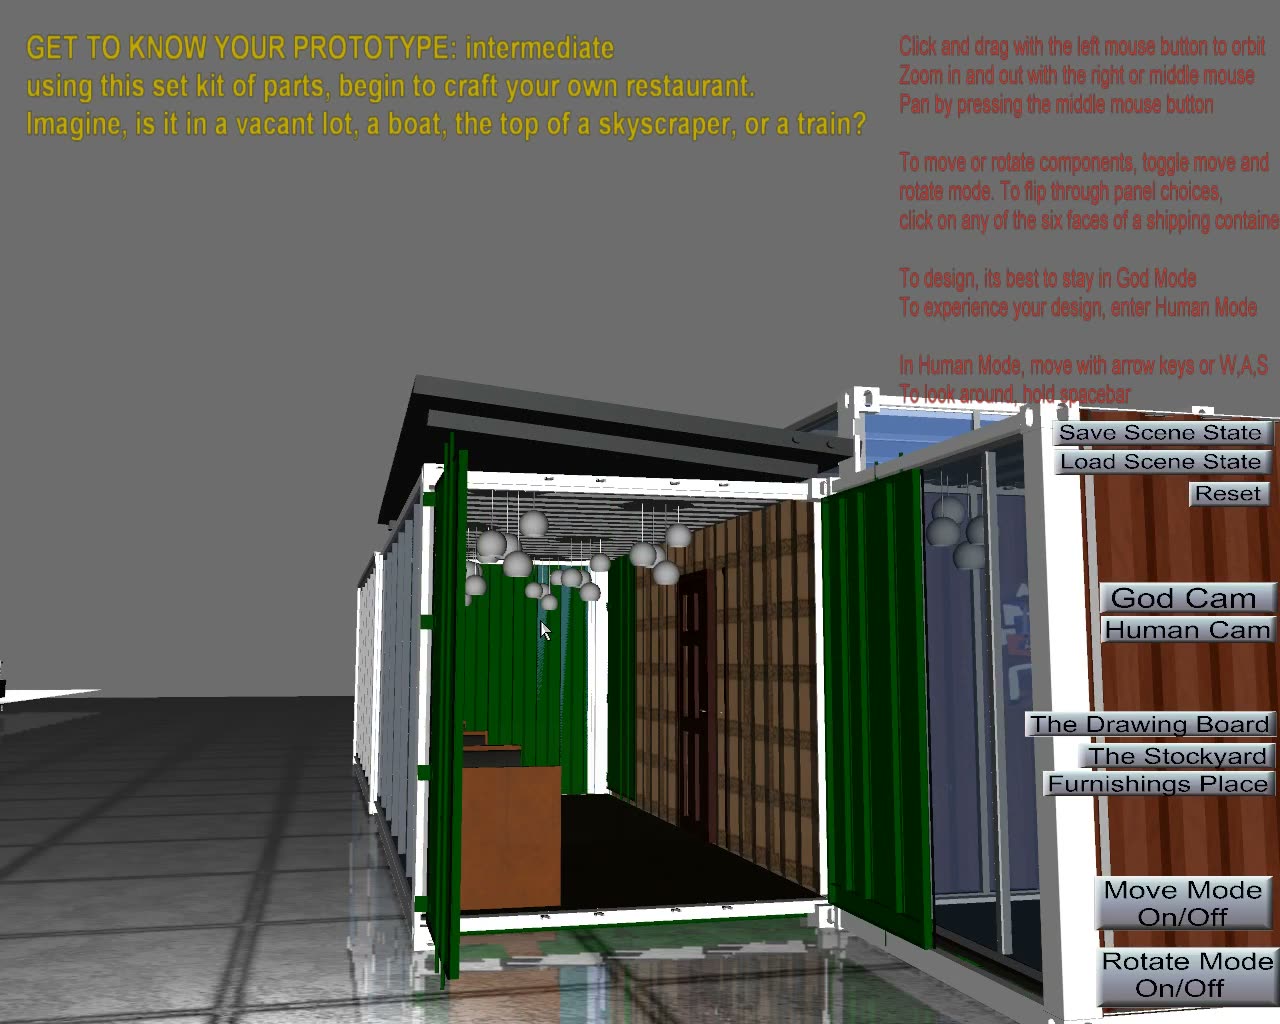 GET TO KNOW YOUR PROTOTYPE: intermediate
using this set kit of parts, begin to craft your own restaurant.
Imagine, is it in a vacant lot, a boat, the top of a skyscraper, or a train?
Click and drag with the left mouse button to orbit
Zoom in and out with the right or middle mouse
Pan by pressing the middle mouse button
To move or rotate components, toggle move and
rotate mode. To flip through panel choices,
click on any of the six faces of a shipping containe
To design, its best to stay in God Mode
To experience your design, enter Human Mode
In Human Mode, move with arrow keys or W,A,S
To look around, hold spacebar
Save Scene State
Load Scene State
Reset
God Cam
Human Cam
The Drawing Board
The Stockyard
Furnishings Place
Move Mode
On/Off
Rotate Mode
On/Off